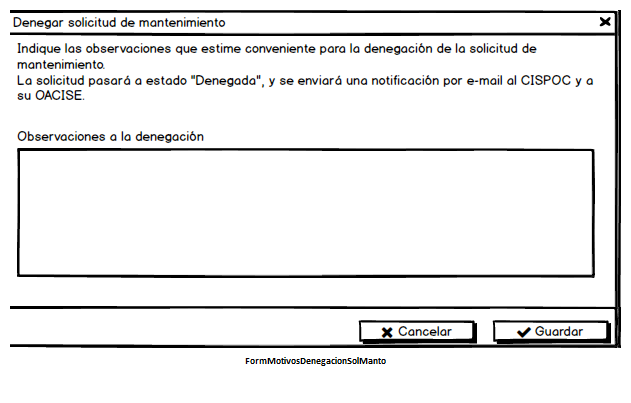 Denegar solicitud de mantenimiento
Indique las observaciones que estime conveniente para la denegación de la solicitud de
mantenimiento.
La solicitud pasará a estado "Denegada", y se enviará una notificación por e-mail al CISPOC y a
su OACISE.
Observaciones a la denegación
Cancelar
Guardar
FormMotivosDenegacionSolManto